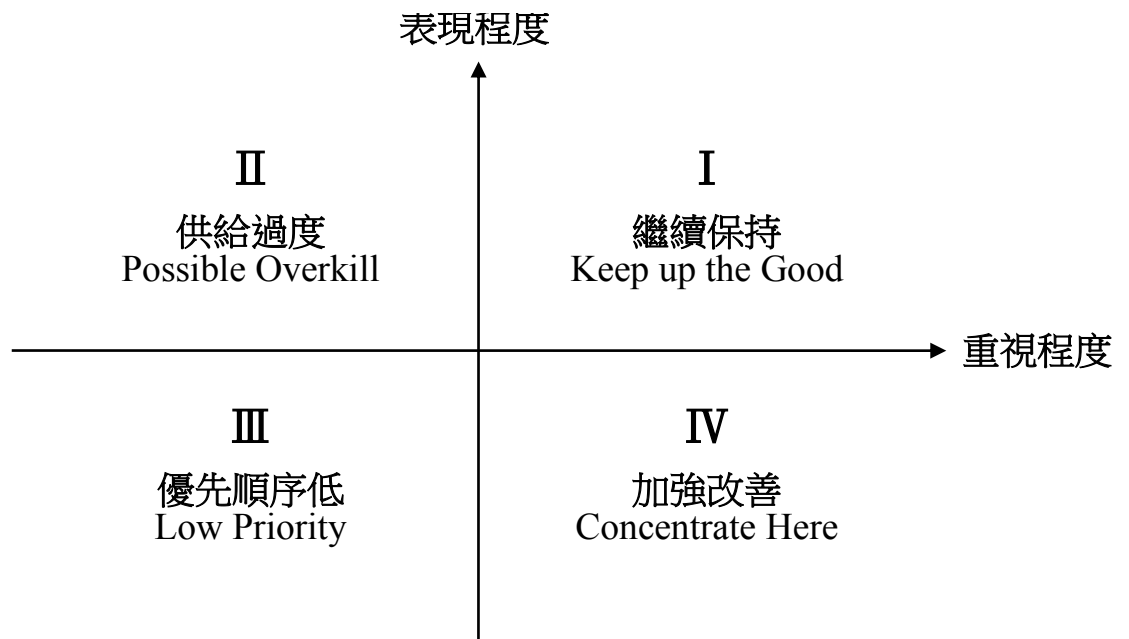 表現程度
Ⅱ
供給過度
Possible Overkill
Ⅰ
繼續保持
Keep up the Good
重視程度
Ⅲ
優先順序低
Low Priority
Ⅳ
加強改善
Concentrate Here